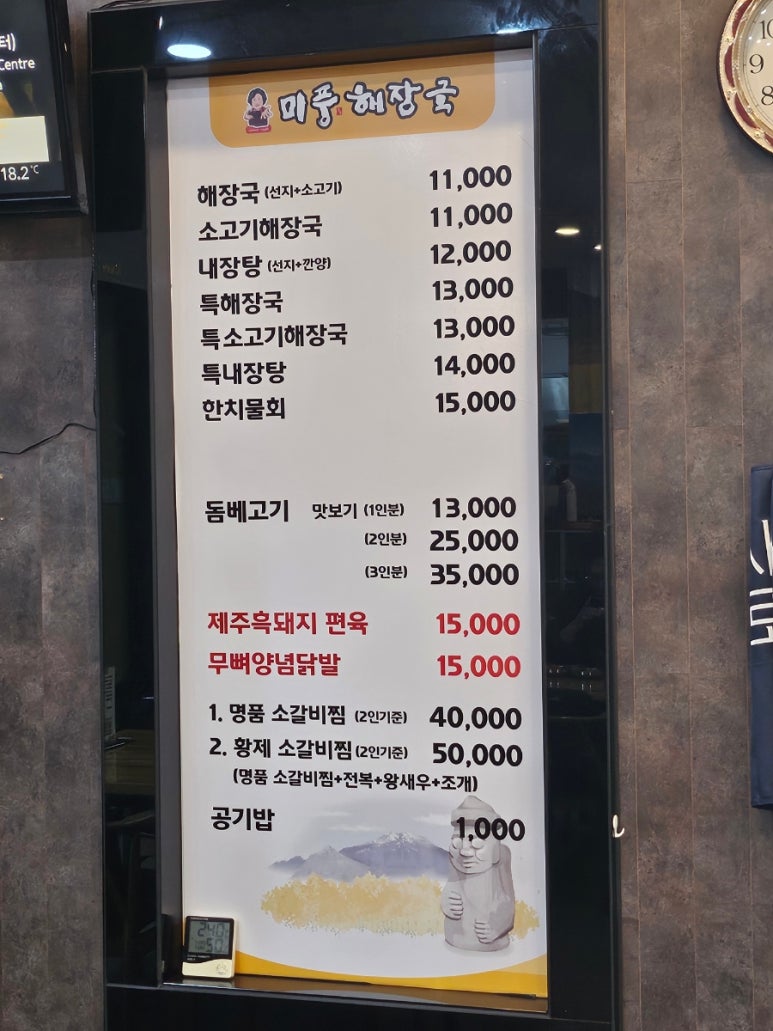 터)
Centre
18.2℃
미풍 해장국
해장국 (선지+소고기) 11,000
소고기해장국 11,000
내장탕 (선지+깐양) 12,000
특해장국 13,000
특소고기해장국 13,000
특내장탕 14,000
한치물회 15,000
돔베고기 맛보기 (1인분) 13,000
(2인분) 25,000
(3인분) 35,000
제주흑돼지 편육 15,000
무뼈양념닭발 15,000
1. 명품 소갈비찜 (2인기준) 40,000
2. 황제 소갈비찜 (2인기준) 50,000
(명품 소갈비찜+전복+왕새우+조개)
공기밥 1,000
10
9
8